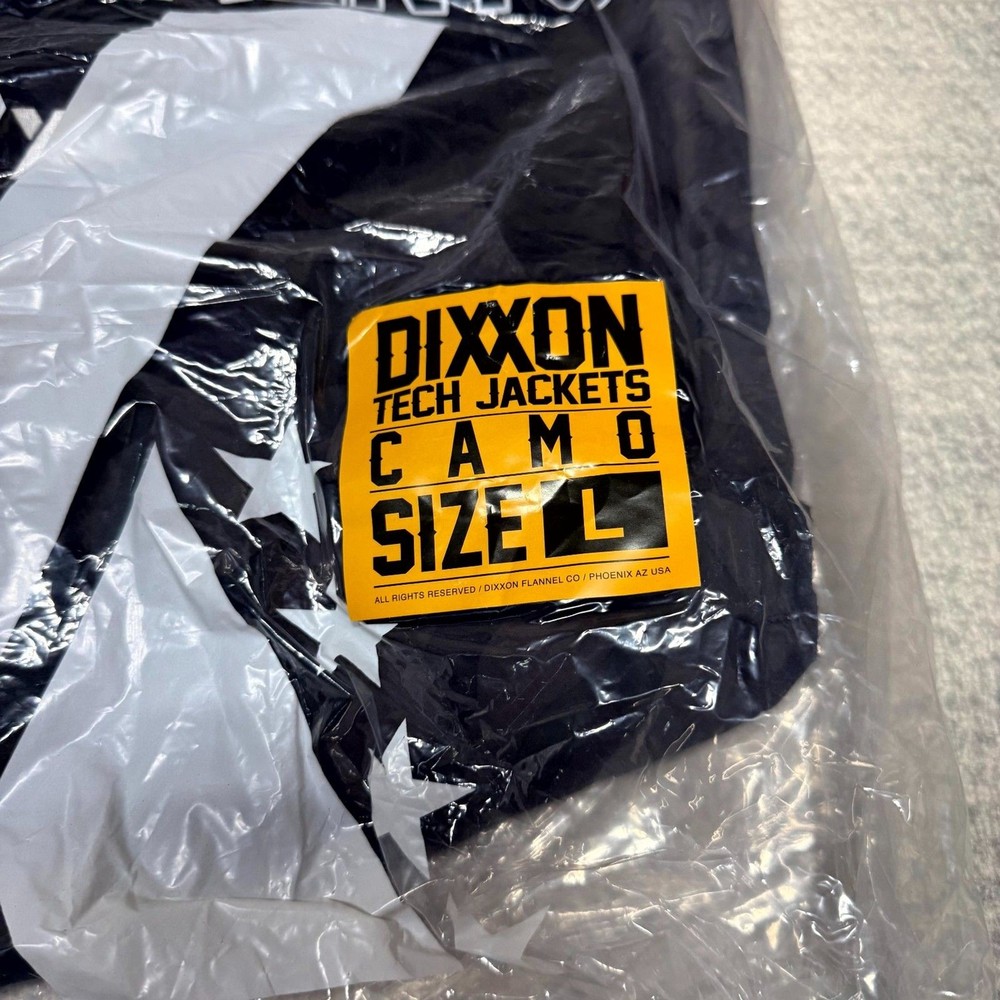 DIXXON
TECH JACKETS
CAMO
SIZE L
ALL RIGHTS RESERVED / DIXXON FLANNEL CO / PHOENIX AZ USA